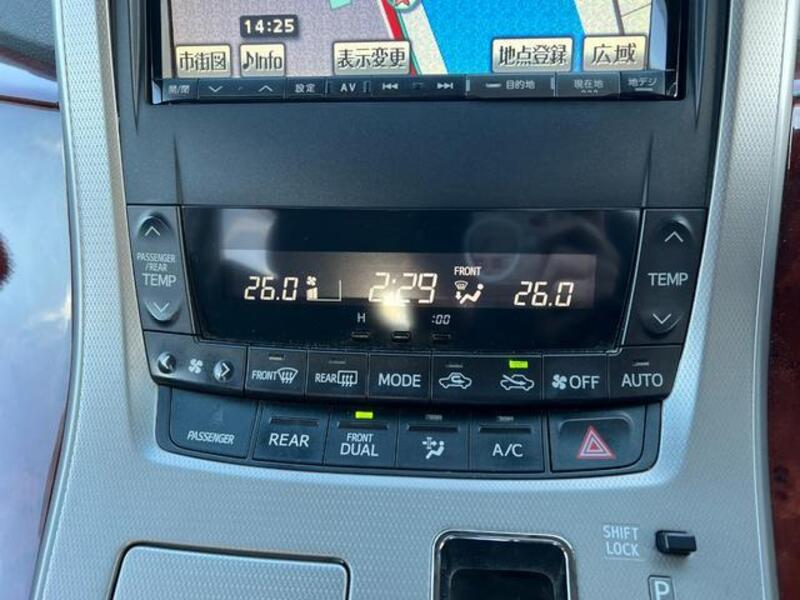 14:25
市街図 ♪Info 表示変更 地点登録 広域
開/閉 設定 AV 目的地 現在地 地デジ
PASSENGER
/REAR
TEMP
26.0 2:29 FRONT 26.0
TEMP
H :00
FRONT REAR MODE OFF AUTO
PASSENGER REAR FRONT DUAL A/C
SHIFT
LOCK
P